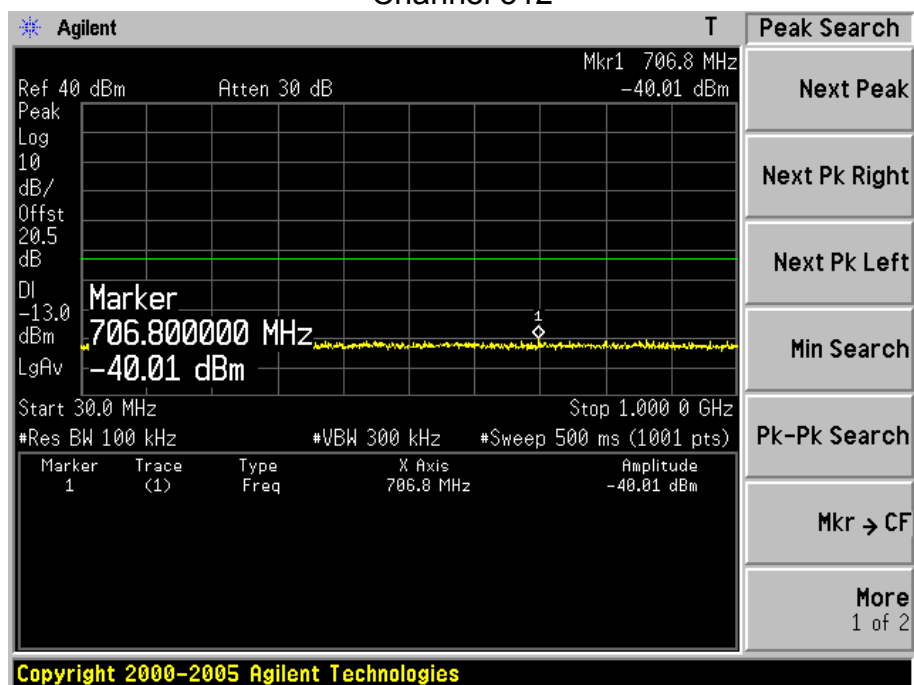 Agilent T Peak Search
Mkr1 706.8 MHz
Ref 40 dBm Atten 30 dB -40.01 dBm
Peak
Log
10
dB/
Offst
20.5
dB
DI
-13.0
dBm
LgAv
Marker
706.800000 MHz
-40.01 dBm
1
Start 30.0 MHz Stop 1.000 0 GHz
#Res BW 100 kHz #VBW 300 kHz #Sweep 500 ms (1001 pts)
Marker Trace Type X Axis Amplitude
1 (1) Freq 706.8 MHz -40.01 dBm
Next Peak
Next Pk Right
Next Pk Left
Min Search
Pk-Pk Search
Mkr → CF
More
1 of 2
Copyright 2000-2005 Agilent Technologies